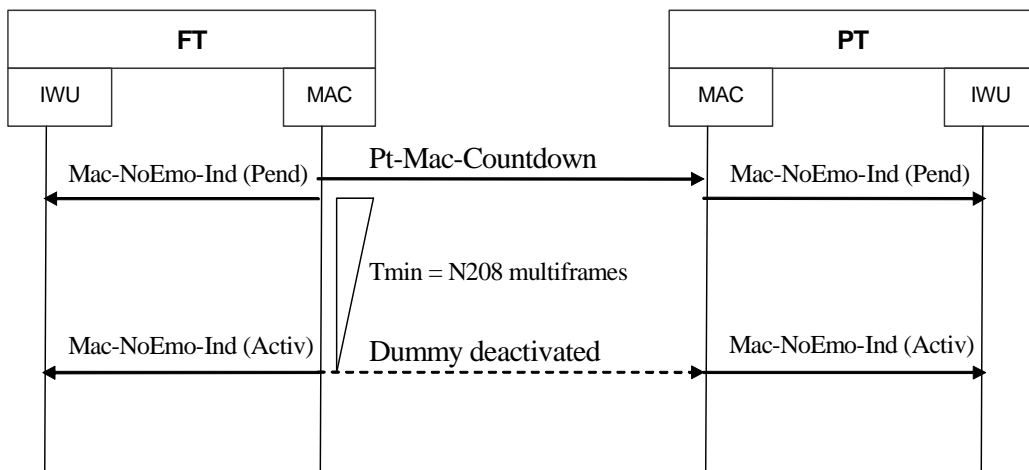 FT
PT
IWU
MAC
MAC
IWU
Pt-Mac-Countdown
Mac-NoEmo-Ind (Pend)
Mac-NoEmo-Ind (Pend)
Tmin = N208 multiframes
Mac-NoEmo-Ind (Activ)
Dummy deactivated
Mac-NoEmo-Ind (Activ)